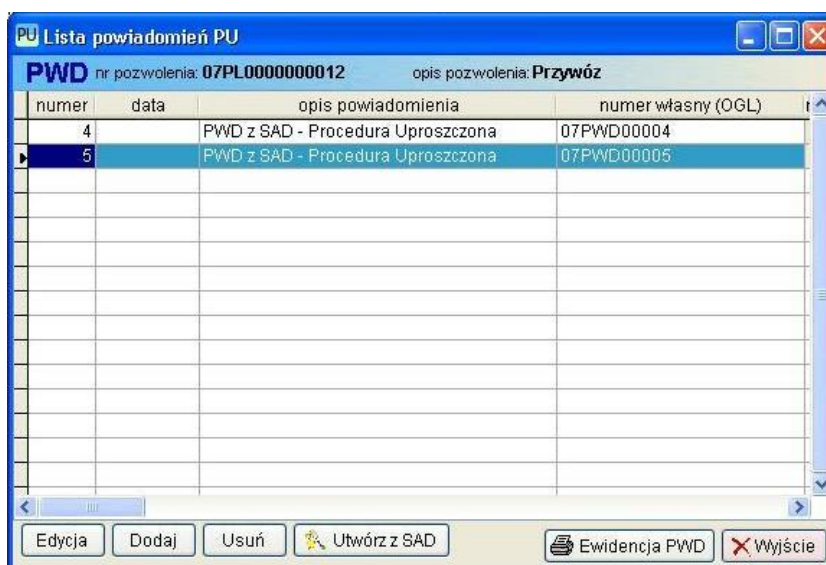 PU Lista powiadomień PU
PWD nr pozwolenia: 07PL0000000012 opis pozwolenia: Przywóz
numer data opis powiadomienia numer własny (OGL)
4 PWD z SAD - Procedura Uproszczona 07PWD00004
5 PWD z SAD - Procedura Uproszczona 07PWD00005
Edycja Dodaj Usuń Utwórz z SAD Ewidencja PWD Wyjście